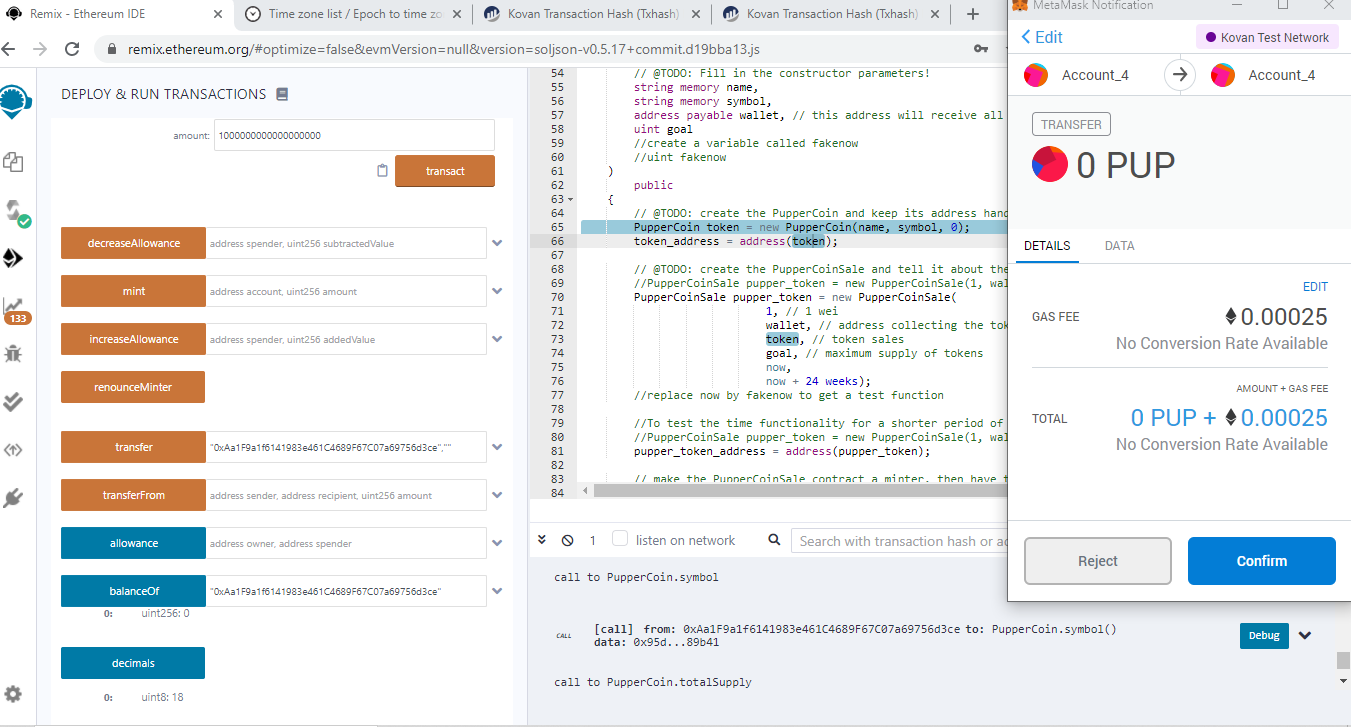 Remix - Ethereum IDE
Time zone list / Epoch to time zo
Kovan Transaction Hash (Txhash)
Kovan Transaction Hash (Txhash)
remix.ethereum.org/#optimize=false&evmVersion=null&version=soljson-v0.5.17+commit.d19bba13.js
DEPLOY & RUN TRANSACTIONS
amount: 1000000000000000000
transact
decreaseAllowance address spender, uint256 subtractedValue
mint address account, uint256 amount
133
increaseAllowance address spender, uint256 addedValue
renounceMinter
transfer "0xAa1F9a1f6141983e461C4689F67C07a69756d3ce",""
transferFrom address sender, address recipient, uint256 amount
allowance address owner, address spender
balanceOf "0xAa1F9a1f6141983e461C4689F67C07a69756d3ce"
0: uint256: 0
decimals
0: uint8: 18
54 // @TODO: Fill in the constructor parameters!
55 string memory name,
56 string memory symbol,
57 address payable wallet, // this address will receive all
58 uint goal
59 //create a variable called fakenow
60 //uint fakenow
61 )
62 public
63 {
64 // @TODO: create the PupperCoin and keep its address han
65 PupperCoin token = new PupperCoin(name, symbol, 0);
66 token_address = address(token);
67
68 // @TODO: create the PupperCoinSale and tell it about the
69 //PupperCoinSale pupper_token = new PupperCoinSale(1, wal
70 PupperCoinSale pupper_token = new PupperCoinSale(
71 1, // 1 wei
72 wallet, // address collecting the tok
73 token, // token sales
74 goal, // maximum supply of tokens
75 now,
76 now + 24 weeks);
77 //replace now by fakenow to get a test function
78
79 //To test the time functionality for a shorter period of
80 //PupperCoinSale pupper_token = new PupperCoinSale(1, wal
81 pupper_token_address = address(pupper_token);
82
83 // make the PupperCoinSale contract a minter, then have t
84
1 listen on network Search with transaction hash or ad
call to PupperCoin.symbol
CALL [call] from: 0xAa1F9a1f6141983e461C4689F67C07a69756d3ce to: PupperCoin.symbol()
data: 0x95d...89b41
Debug
call to PupperCoin.totalSupply
MetaMask Notification
Edit
Kovan Test Network
Account_4
Account_4
TRANSFER
0 PUP
DETAILS DATA
EDIT
GAS FEE 0.00025
No Conversion Rate Available
AMOUNT + GAS FEE
TOTAL 0 PUP + 0.00025
No Conversion Rate Available
Reject Confirm